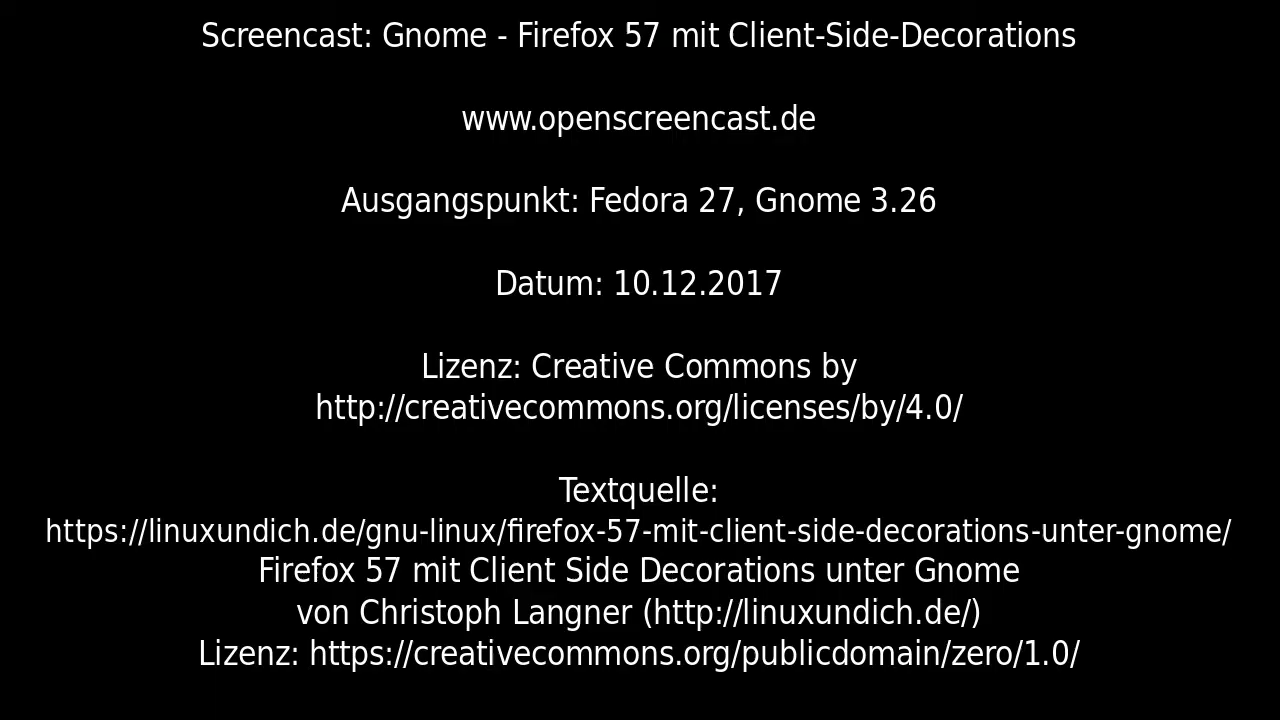 Screencast: Gnome - Firefox 57 mit Client-Side-Decorations
www.openscreencast.de
Ausgangspunkt: Fedora 27, Gnome 3.26
Datum: 10.12.2017
Lizenz: Creative Commons by
http://creativecommons.org/licenses/by/4.0/
Textquelle:
https://linuxundich.de/gnu-linux/firefox-57-mit-client-side-decorations-unter-gnome/
Firefox 57 mit Client Side Decorations unter Gnome
von Christoph Langner (http://linuxundich.de/)
Lizenz: https://creativecommons.org/publicdomain/zero/1.0/